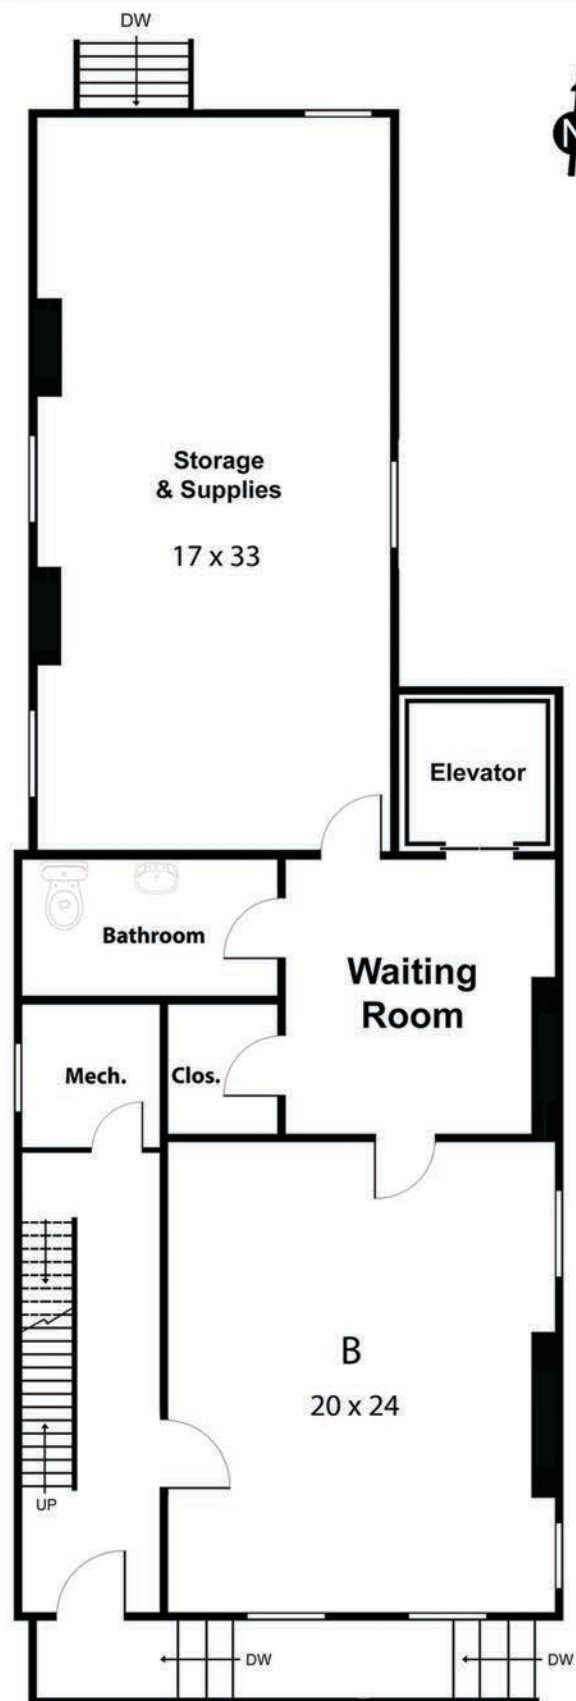 DW
N
Storage
& Supplies
17 x 33
Elevator
Bathroom
Waiting
Room
Mech.
Clos.
B
20 x 24
UP
DW
DW